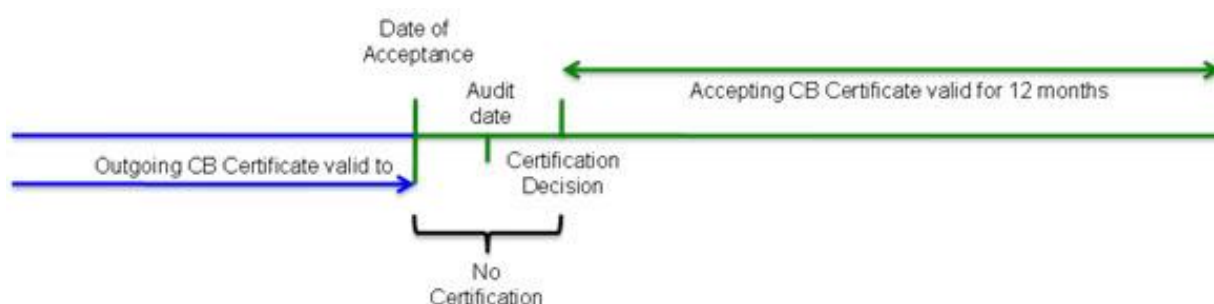 Date of
Acceptance
Audit
date
Accepting CB Certificate valid for 12 months
Outgoing CB Certificate valid to
Certification
Decision
No
Certification